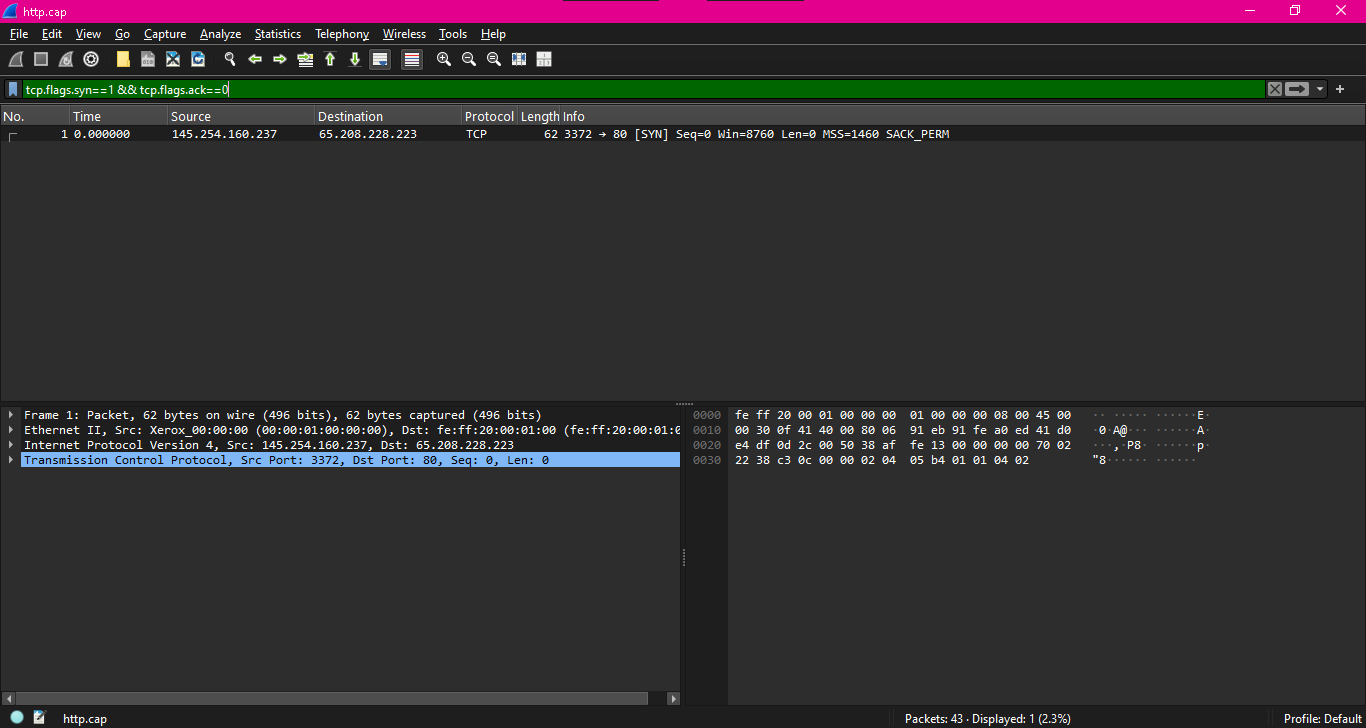 http.cap
File Edit View Go Capture Analyze Statistics Telephony Wireless Tools Help
tcp.flags.syn==1 && tcp.flags.ack==0
No. Time Source Destination Protocol Length Info
1 0.000000 145.254.160.237 65.208.228.223 TCP 62 3372 → 80 [SYN] Seq=0 Win=8760 Len=0 MSS=1460 SACK_PERM
Frame 1: Packet, 62 bytes on wire (496 bits), 62 bytes captured (496 bits)
Ethernet II, Src: Xerox_00:00:00 (00:00:01:00:00:00), Dst: fe:ff:20:00:01:00 (fe:ff:20:00:01:0
Internet Protocol Version 4, Src: 145.254.160.237, Dst: 65.208.228.223
Transmission Control Protocol, Src Port: 3372, Dst Port: 80, Seq: 0, Len: 0
0000 fe ff 20 00 01 00 00 00 01 00 00 00 08 00 45 00 ·· ····· ······E·
0010 00 30 0f 41 40 00 80 06 91 eb 91 fe a0 ed 41 d0 ·0·A@··· ······A·
0020 e4 df 0d 2c 00 50 38 af fe 13 00 00 00 00 70 02 ···,·P8· ······p·
0030 22 38 c3 0c 00 00 02 04 05 b4 01 01 04 02 "8······ ······
http.cap
Packets: 43 · Displayed: 1 (2.3%)
Profile: Default